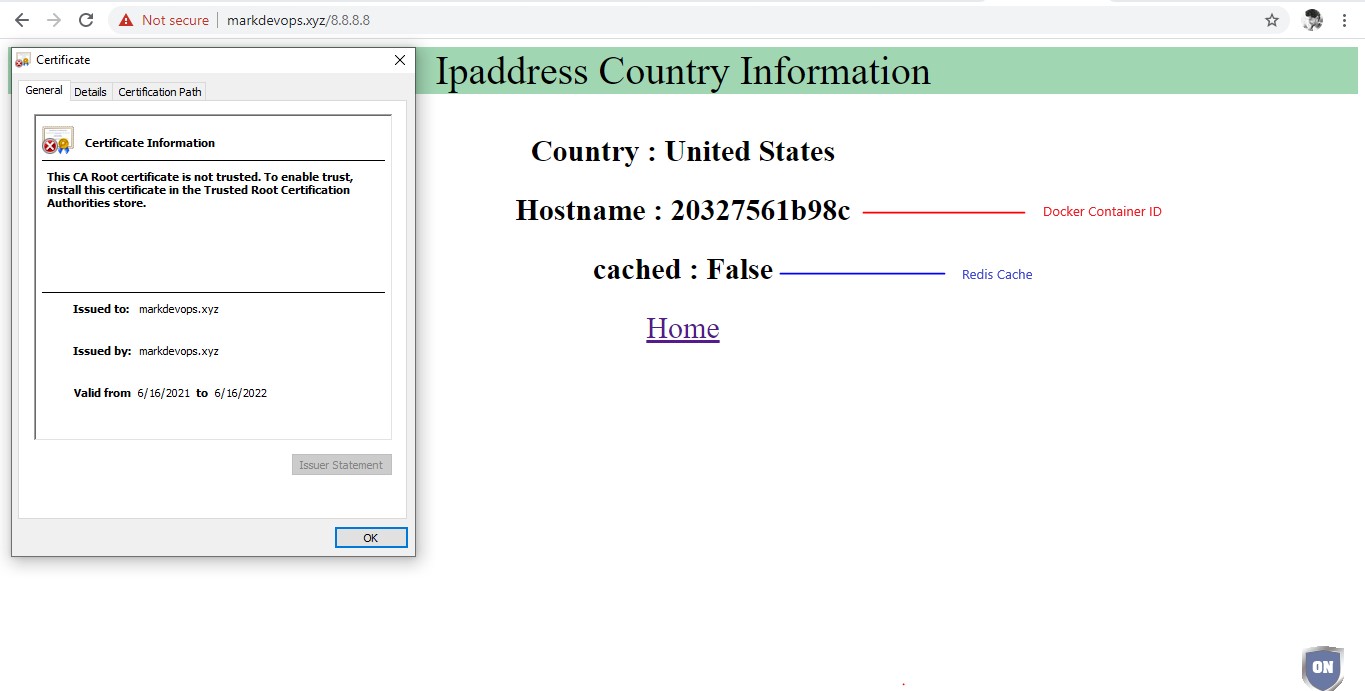 Not secure
markdevops.xyz/8.8.8.8
Certificate
General
Details
Certification Path
Certificate Information
This CA Root certificate is not trusted. To enable trust,
install this certificate in the Trusted Root Certification
Authorities store.
Issued to: markdevops.xyz
Issued by: markdevops.xyz
Valid from 6/16/2021 to 6/16/2022
Issuer Statement
OK
Ipaddress Country Information
Country : United States
Hostname : 20327561b98c
Docker Container ID
cached : False
Redis Cache
Home
ON